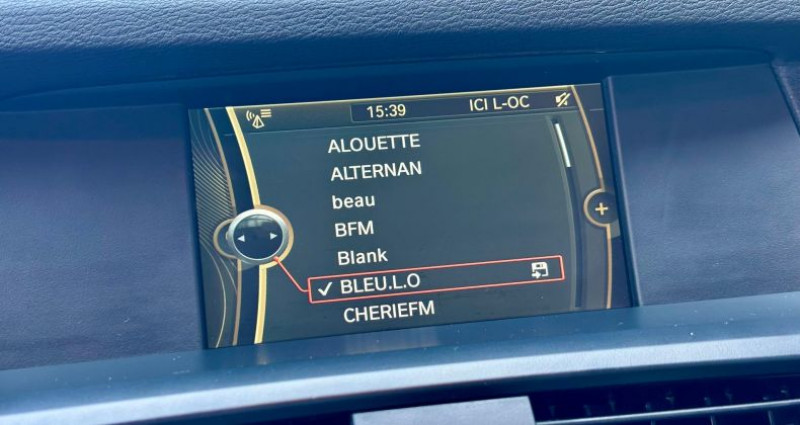 15:39 ICI L-OC
ALOUETTE
ALTERNAN
beau
BFM
Blank
BLEU.L.O
CHERIEFM